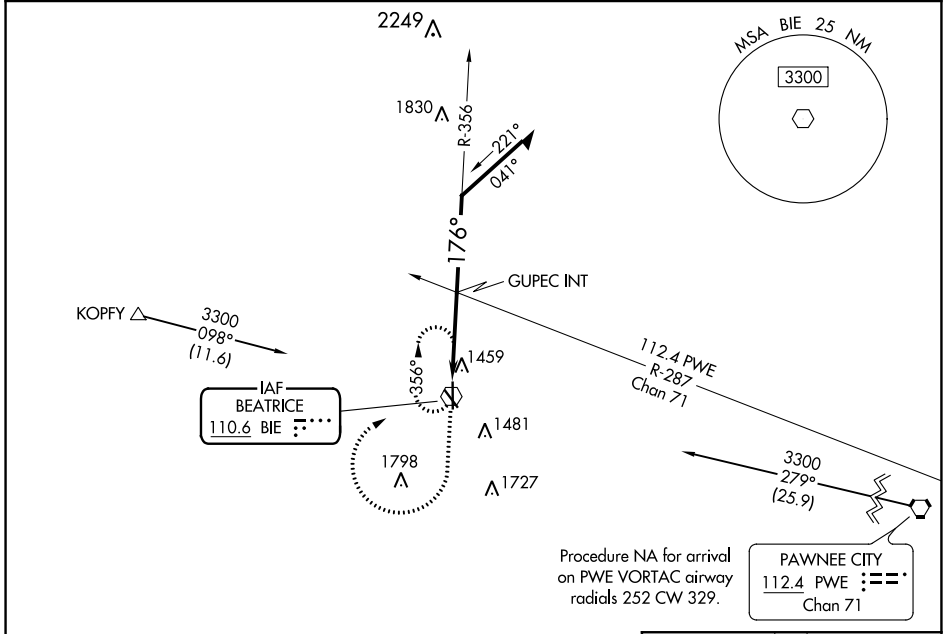 2249
MSA BIE 25 NM
3300
1830
R-356
221°
041°
176°
GUPEC INT
KOPFY
3300
098°
(11.6)
112.4 PWE
R-287
Chan 71
356°
1459
IAF
BEATRICE
110.6 BIE
1481
1798
1727
3300
279°
(25.9)
Procedure NA for arrival
on PWE VORTAC airway
radials 252 CW 329.
PAWNEE CITY
112.4 PWE
Chan 71